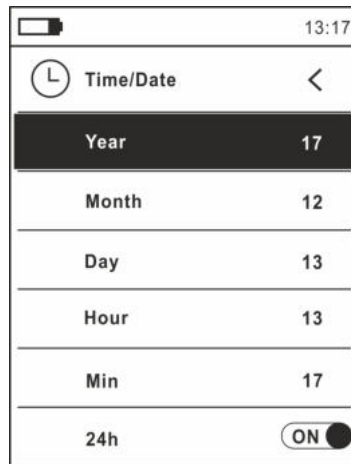 13:17
Time/Date <
Year 17
Month 12
Day 13
Hour 13
Min 17
24h ON